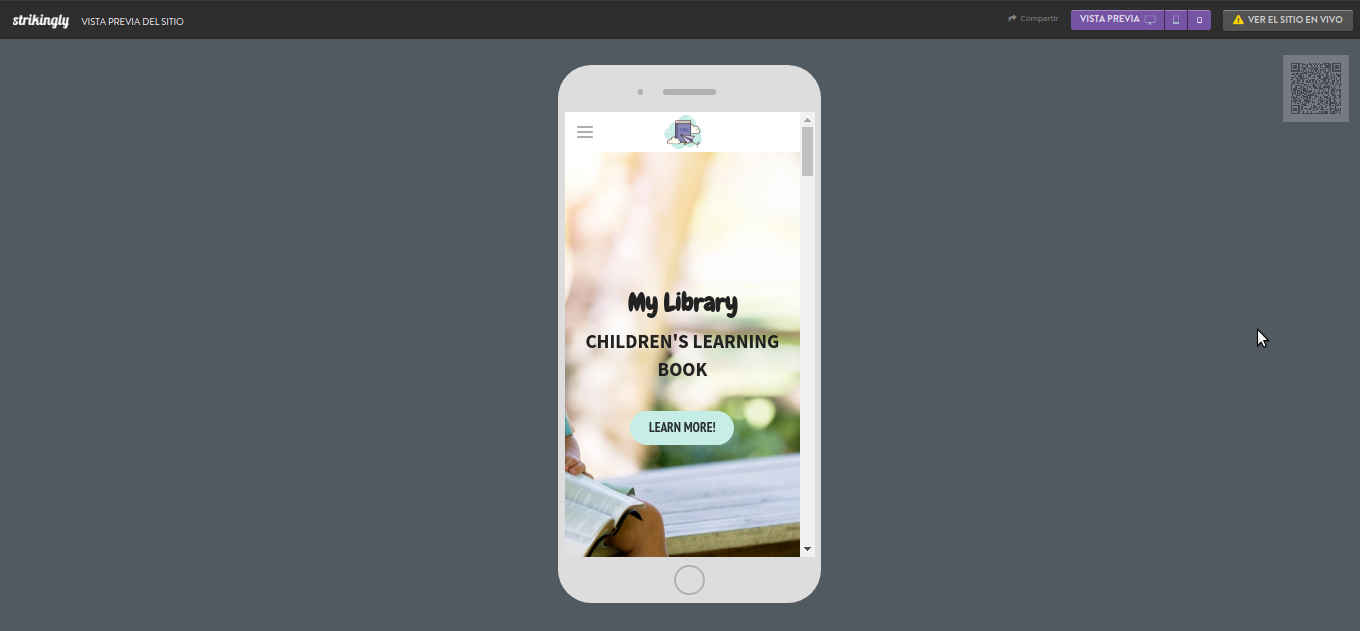 strikingly VISTA PREVIA DEL SITIO
Compartir
VISTA PREVIA
VER EL SITIO EN VIVO
My Library
CHILDREN'S LEARNING
BOOK
LEARN MORE!